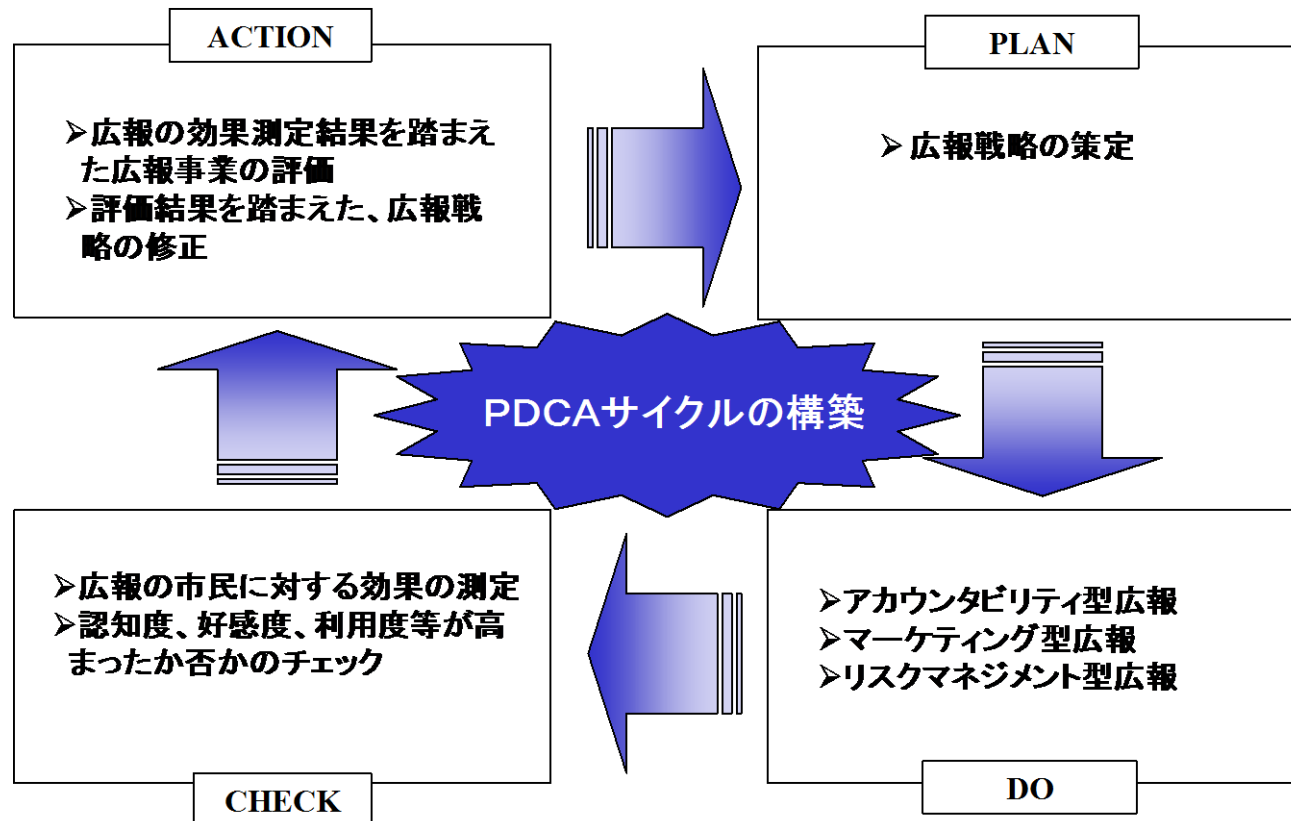 ACTION
➢広報の効果測定結果を踏まえ
た広報事業の評価
➢評価結果を踏まえた、広報戦
略の修正
PLAN
➢広報戦略の策定
PDCAサイクルの構築
➢広報の市民に対する効果の測定
➢認知度、好感度、利用度等が高
まったか否かのチェック
CHECK
➢アカウンタビリティ型広報
➢マーケティング型広報
➢リスクマネジメント型広報
DO